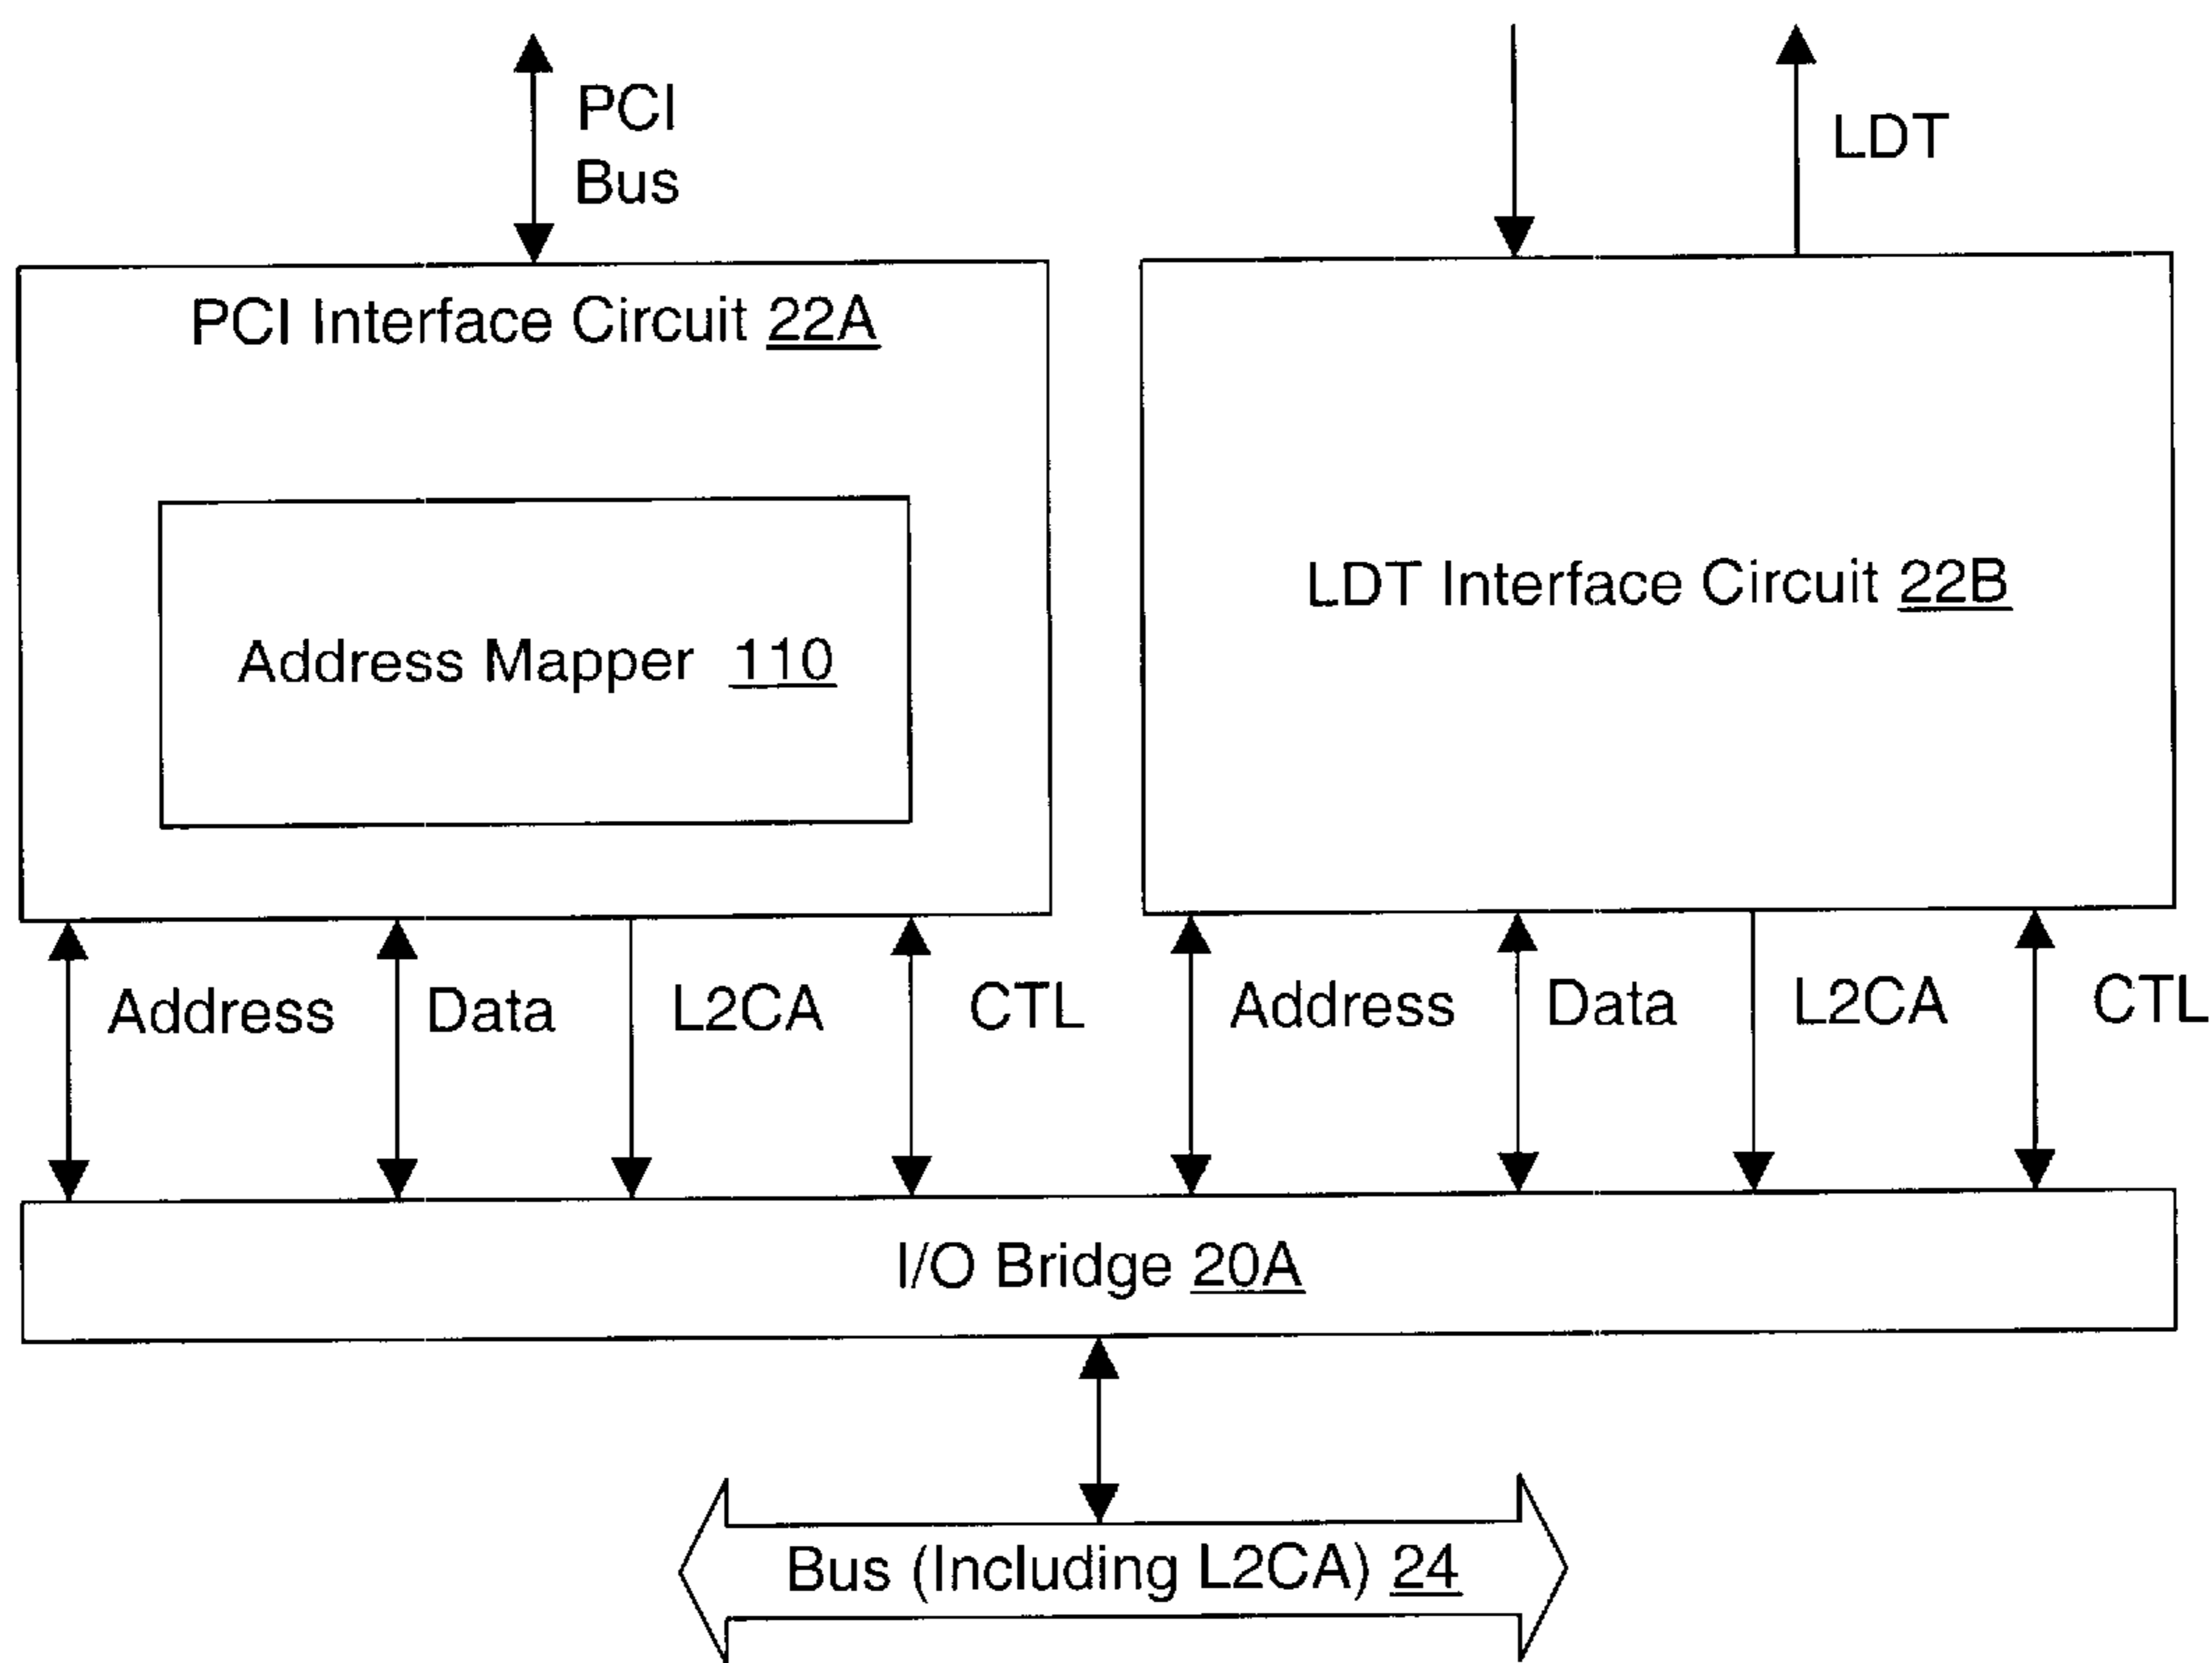 PCI
Bus
LDT
PCI Interface Circuit 22A
Address Mapper 110
LDT Interface Circuit 22B
Address
Data
L2CA
CTL
Address
Data
L2CA
CTL
I/O Bridge 20A
Bus (Including L2CA) 24